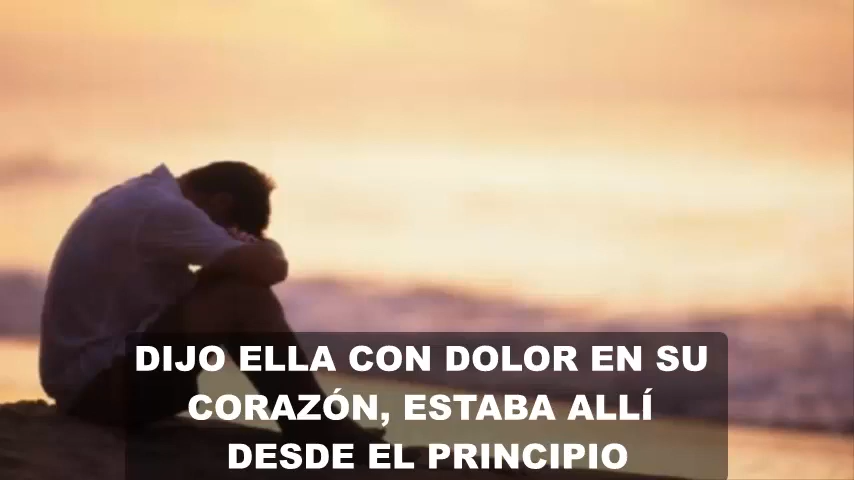 DIJO ELLA CON DOLOR EN SU
CORAZÓN, ESTABA ALLÍ
DESDE EL PRINCIPIO